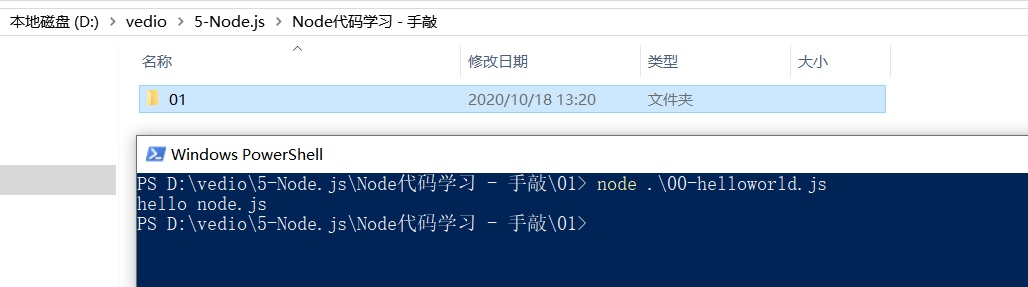 本地磁盘 (D:) > vedio > 5-Node.js > Node代码学习 - 手敲
名称 修改日期 类型 大小
01 2020/10/18 13:20 文件夹
Windows PowerShell
PS D:\vedio\5-Node.js\Node代码学习 - 手敲\01> node .\00-helloworld.js
hello node.js
PS D:\vedio\5-Node.js\Node代码学习 - 手敲\01>